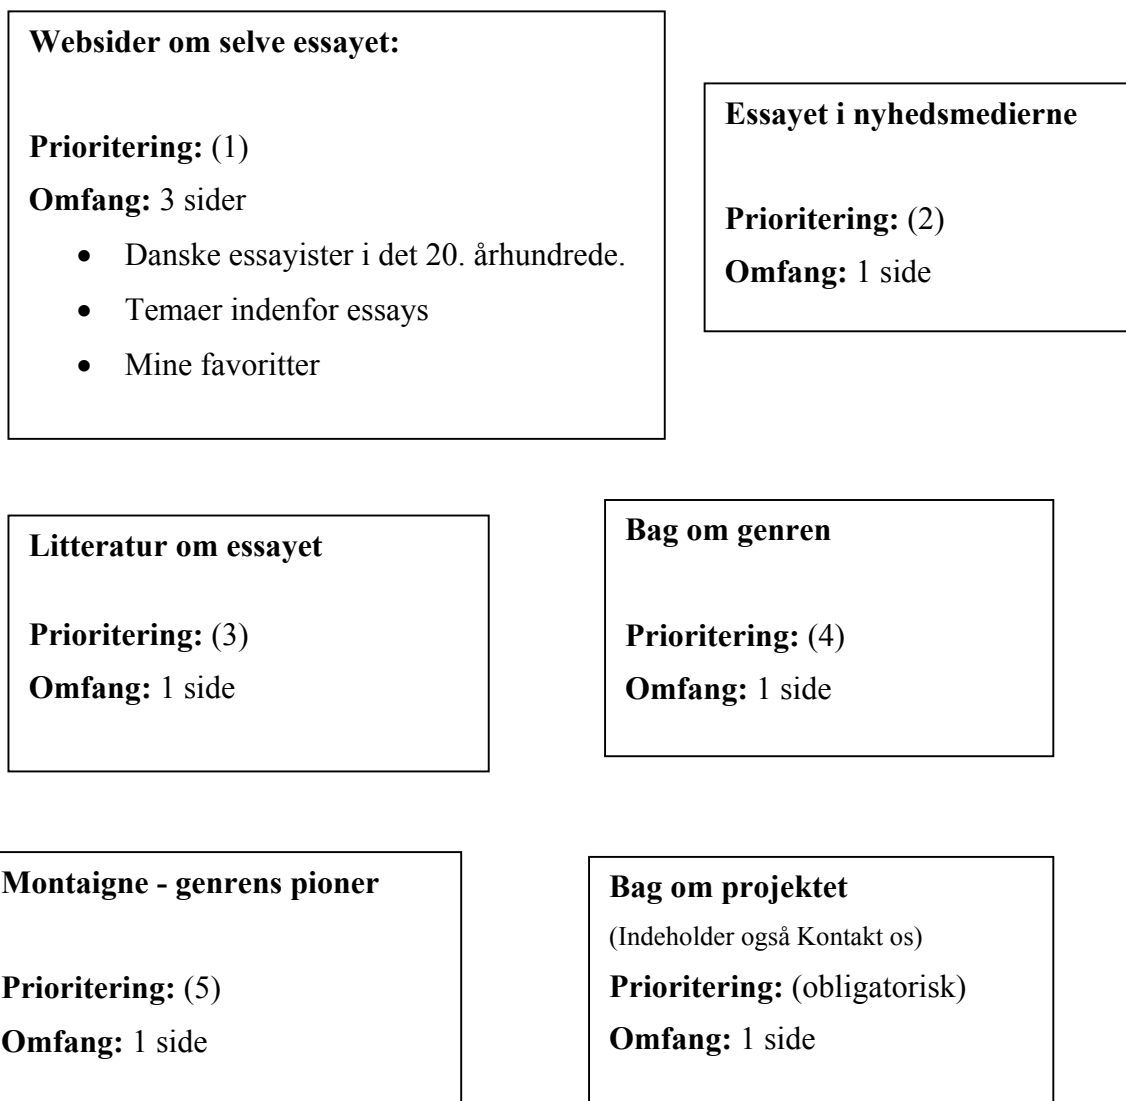 Websider om selve essayet:
Prioritering: (1)
Omfang: 3 sider
• Danske essayister i det 20. århundrede.
• Temaer indenfor essays
• Mine favoritter
Essayet i nyhedsmedierne
Prioritering: (2)
Omfang: 1 side
Litteratur om essayet
Prioritering: (3)
Omfang: 1 side
Bag om genren
Prioritering: (4)
Omfang: 1 side
Montaigne - genrens pioner
Prioritering: (5)
Omfang: 1 side
Bag om projektet
(Indeholder også Kontakt os)
Prioritering: (obligatorisk)
Omfang: 1 side